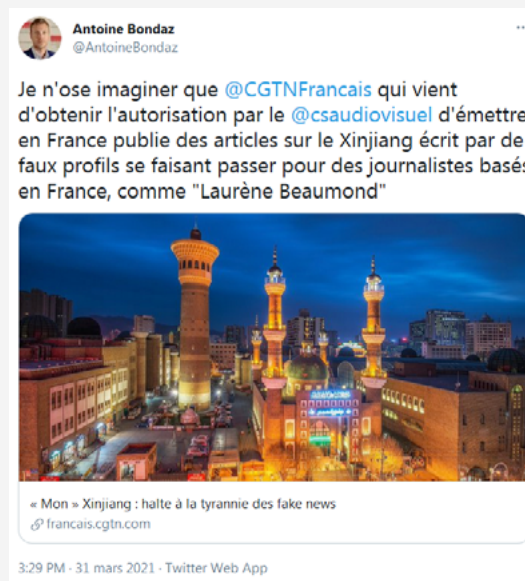 Antoine Bondaz
@AntoineBondaz
Je n'ose imaginer que @CGTNFrancais qui vient
d'obtenir l'autorisation par le @csaudiovisuel d'émettre
en France publie des articles sur le Xinjiang écrit par de
faux profils se faisant passer pour des journalistes basés
en France, comme "Laurène Beaumond"
« Mon » Xinjiang : halte à la tyrannie des fake news
francais.cgtn.com
3:29 PM · 31 mars 2021 · Twitter Web App